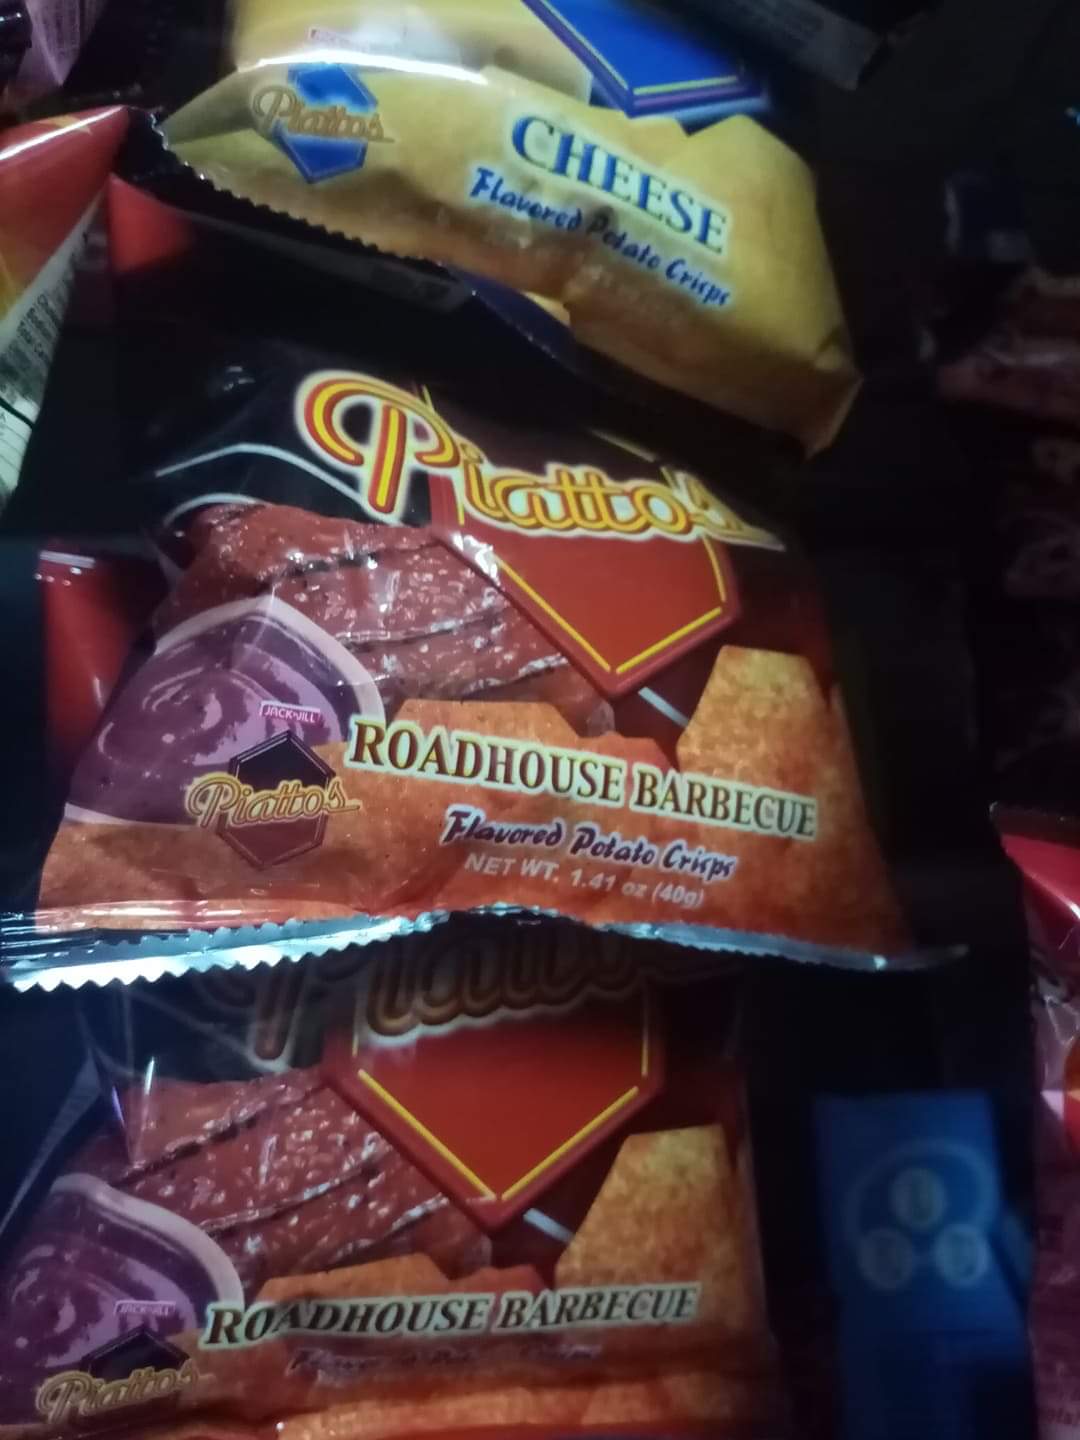 Piattos
CHEESE
Flavored Potato Crisps
Piattos
JACK 'n JILL
Piattos
ROADHOUSE BARBECUE
Flavored Potato Crisps
NET WT. 1.41 oz (40g)
Piattos
JACK 'n JILL
Piattos
ROADHOUSE BARBECUE